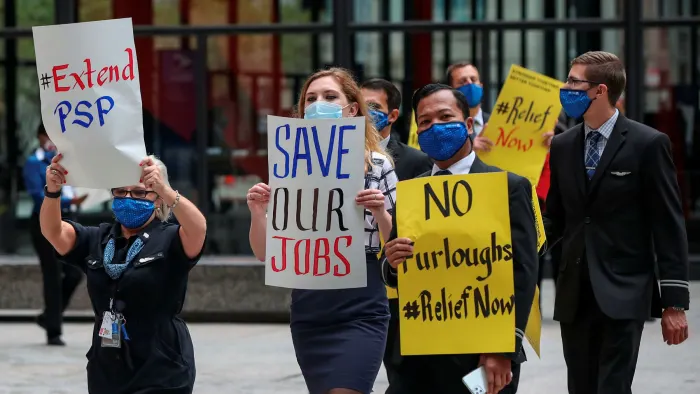 #Extend
PSP
SAVE
OUR
JOBS
NO
Furloughs
#Relief Now
#Relief
Now